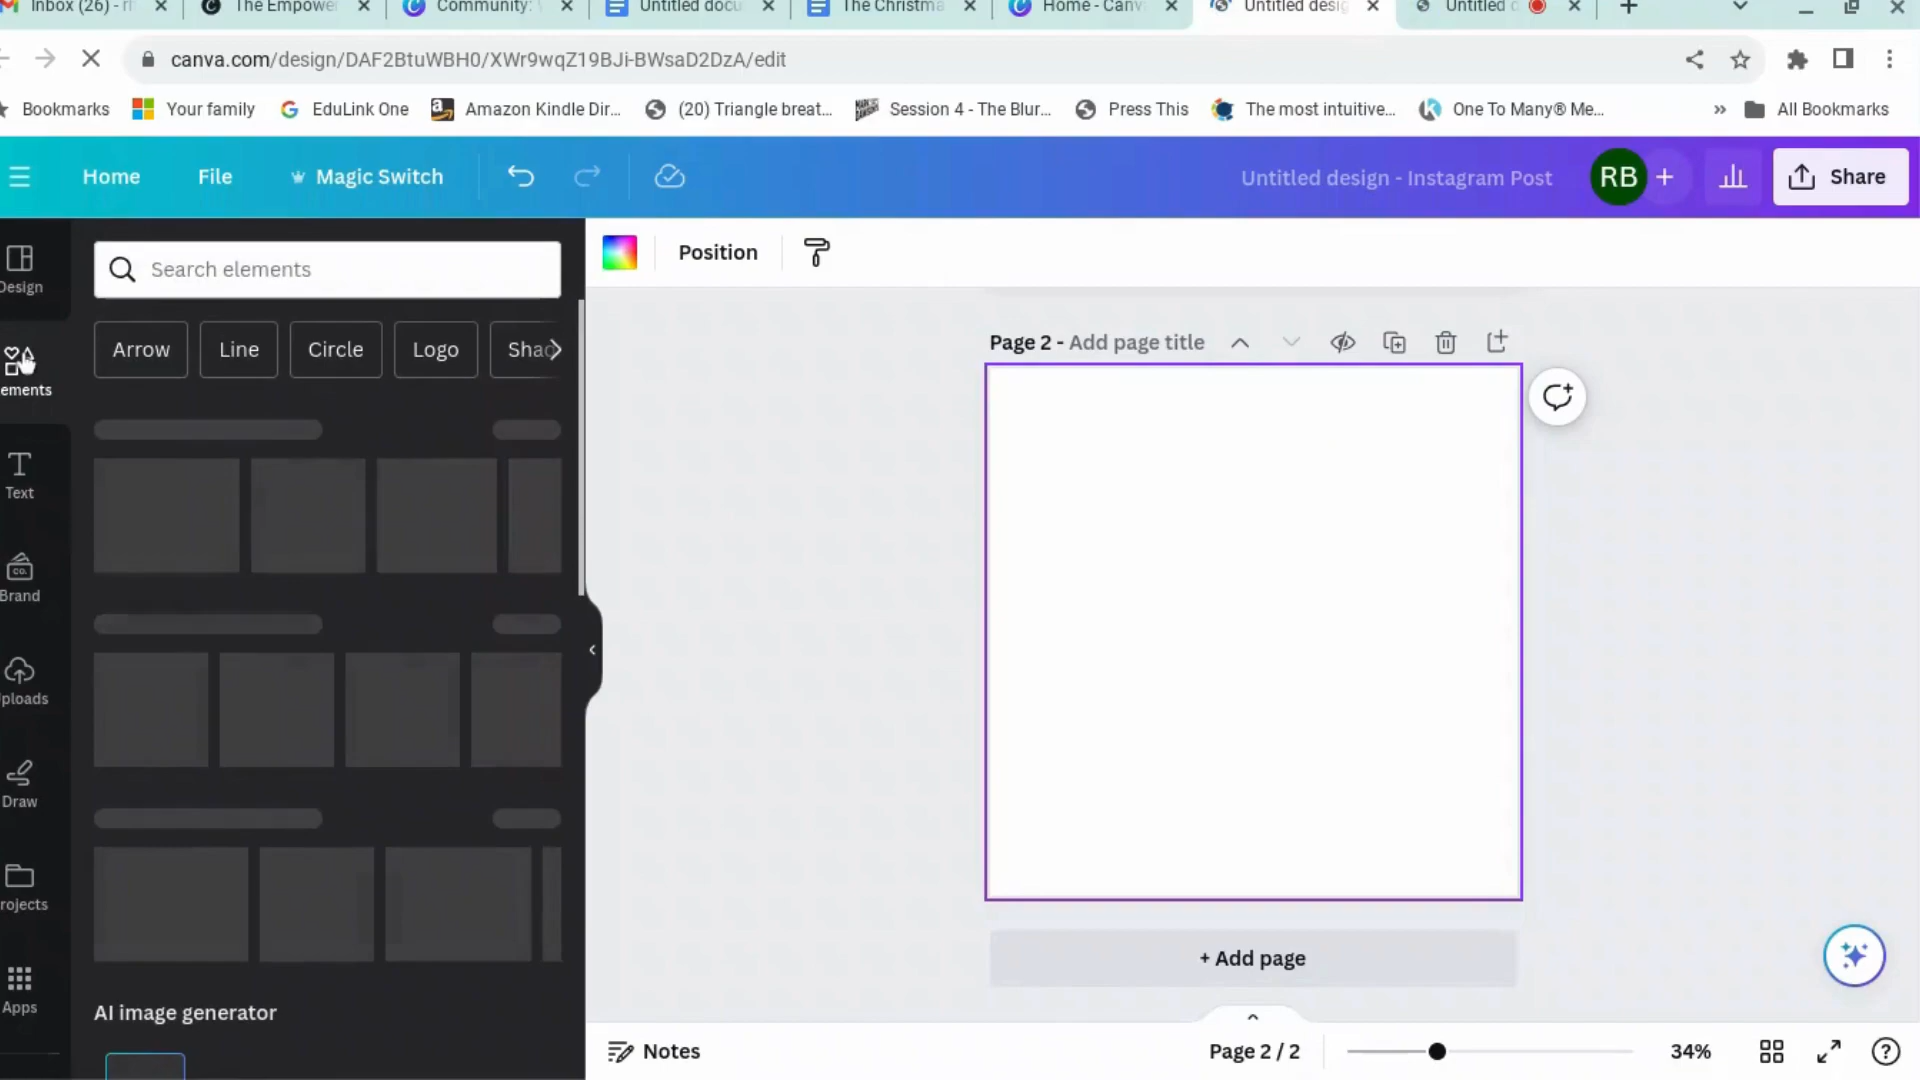 Inbox (26) - r
The Empower
Community:
Untitled docu
The Christma
Home - Canv
Untitled desig
Untitled
canva.com/design/DAF2BtuWBH0/XWr9wqZ19BJi-BWsaD2DzA/edit
Bookmarks
Your family
EduLink One
Amazon Kindle Dir...
(20) Triangle breat...
Session 4 - The Blur...
Press This
The most intuitive...
One To Many® Me...
»
All Bookmarks
Home
File
Magic Switch
Untitled design - Instagram Post
RB
+
Share
Design
Search elements
Position
Arrow
Line
Circle
Logo
Shad
ements
Page 2 - Add page title
Text
CO.
Brand
ploads
Draw
rojects
Apps
+ Add page
AI image generator
Notes
Page 2 / 2
34%